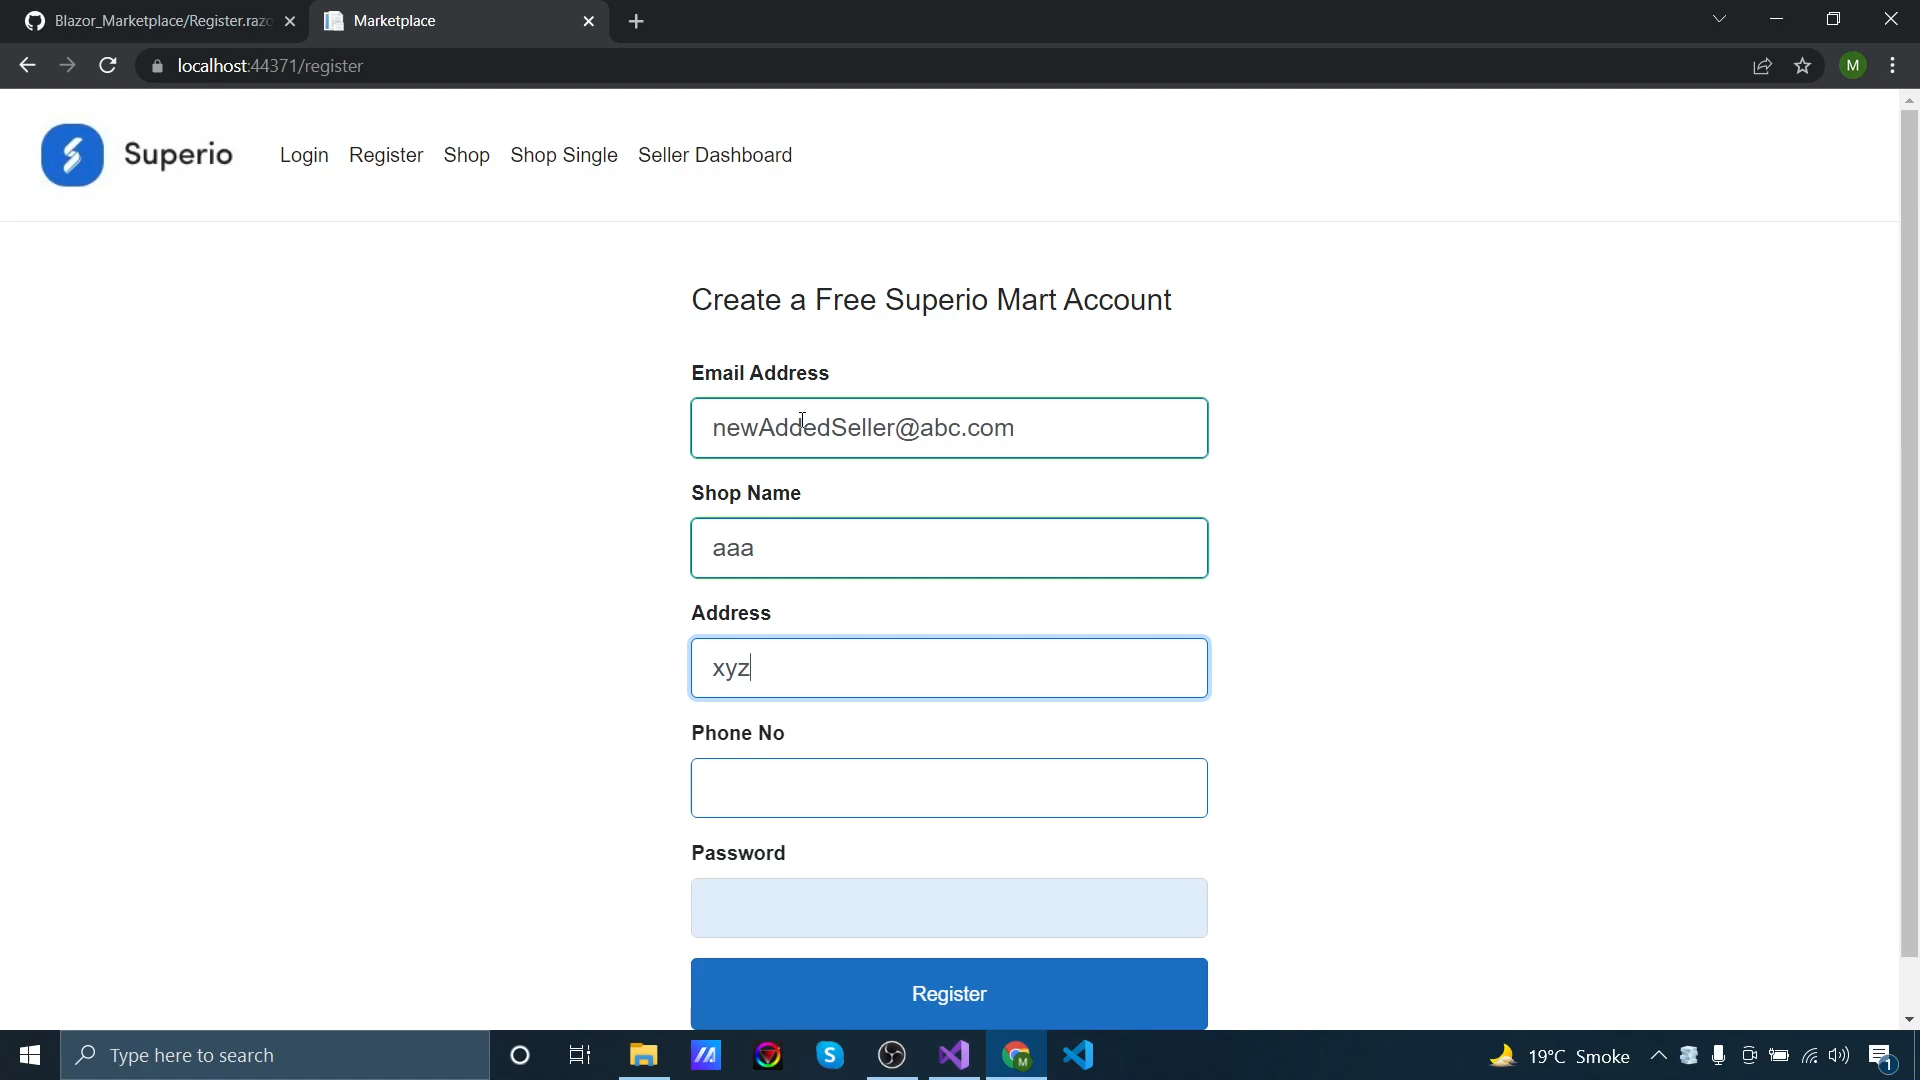 Blazor_Marketplace/Register.razo
Marketplace
localhost:44371/register
M
Superio
Login Register Shop Shop Single Seller Dashboard
Create a Free Superio Mart Account
Email Address
newAddedSeller@abc.com
Shop Name
aaa
Address
xyz
Phone No
Password
Register
Type here to search
19°C Smoke
1